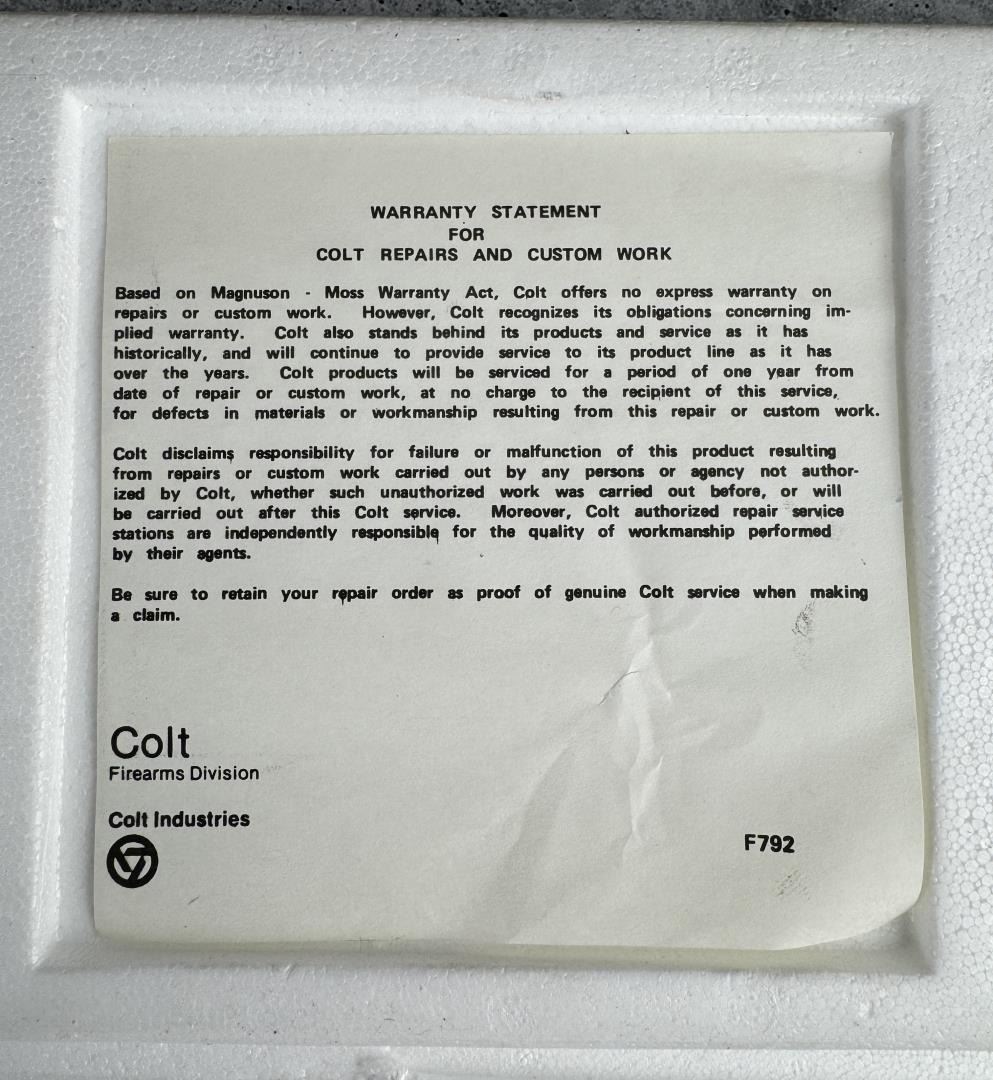 WARRANTY STATEMENT
FOR
COLT REPAIRS AND CUSTOM WORK
Based on Magnuson - Moss Warranty Act, Colt offers no express warranty on
repairs or custom work. However, Colt recognizes its obligations concerning im-
plied warranty. Colt also stands behind its products and service as it has
historically, and will continue to provide service to its product line as it has
over the years. Colt products will be serviced for a period of one year from
date of repair or custom work, at no charge to the recipient of this service,
for defects in materials or workmanship resulting from this repair or custom work.
Colt disclaims responsibility for failure or malfunction of this product resulting
from repairs or custom work carried out by any persons or agency not author-
ized by Colt, whether such unauthorized work was carried out before, or will
be carried out after this Colt service. Moreover, Colt authorized repair service
stations are independently responsible for the quality of workmanship performed
by their agents.
Be sure to retain your repair order as proof of genuine Colt service when making
a claim.
Colt
Firearms Division
Colt Industries
F792